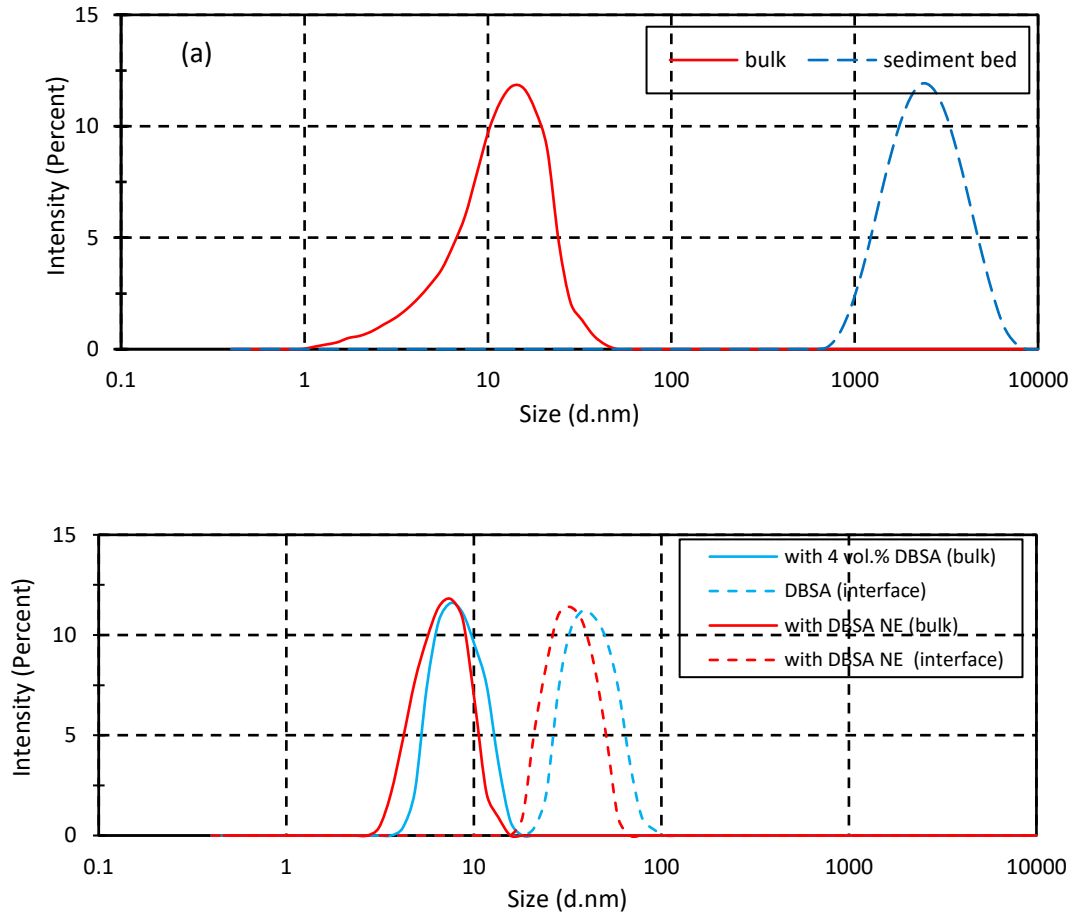 15
(a)
bulk
sediment bed
10
5
0
Intensity (Percent)
0.1 1 10 100 1000 10000
Size (d.nm)
15
with 4 vol.% DBSA (bulk)
DBSA (interface)
with DBSA NE (bulk)
with DBSA NE (interface)
10
5
0
Intensity (Percent)
0.1 1 10 100 1000 10000
Size (d.nm)